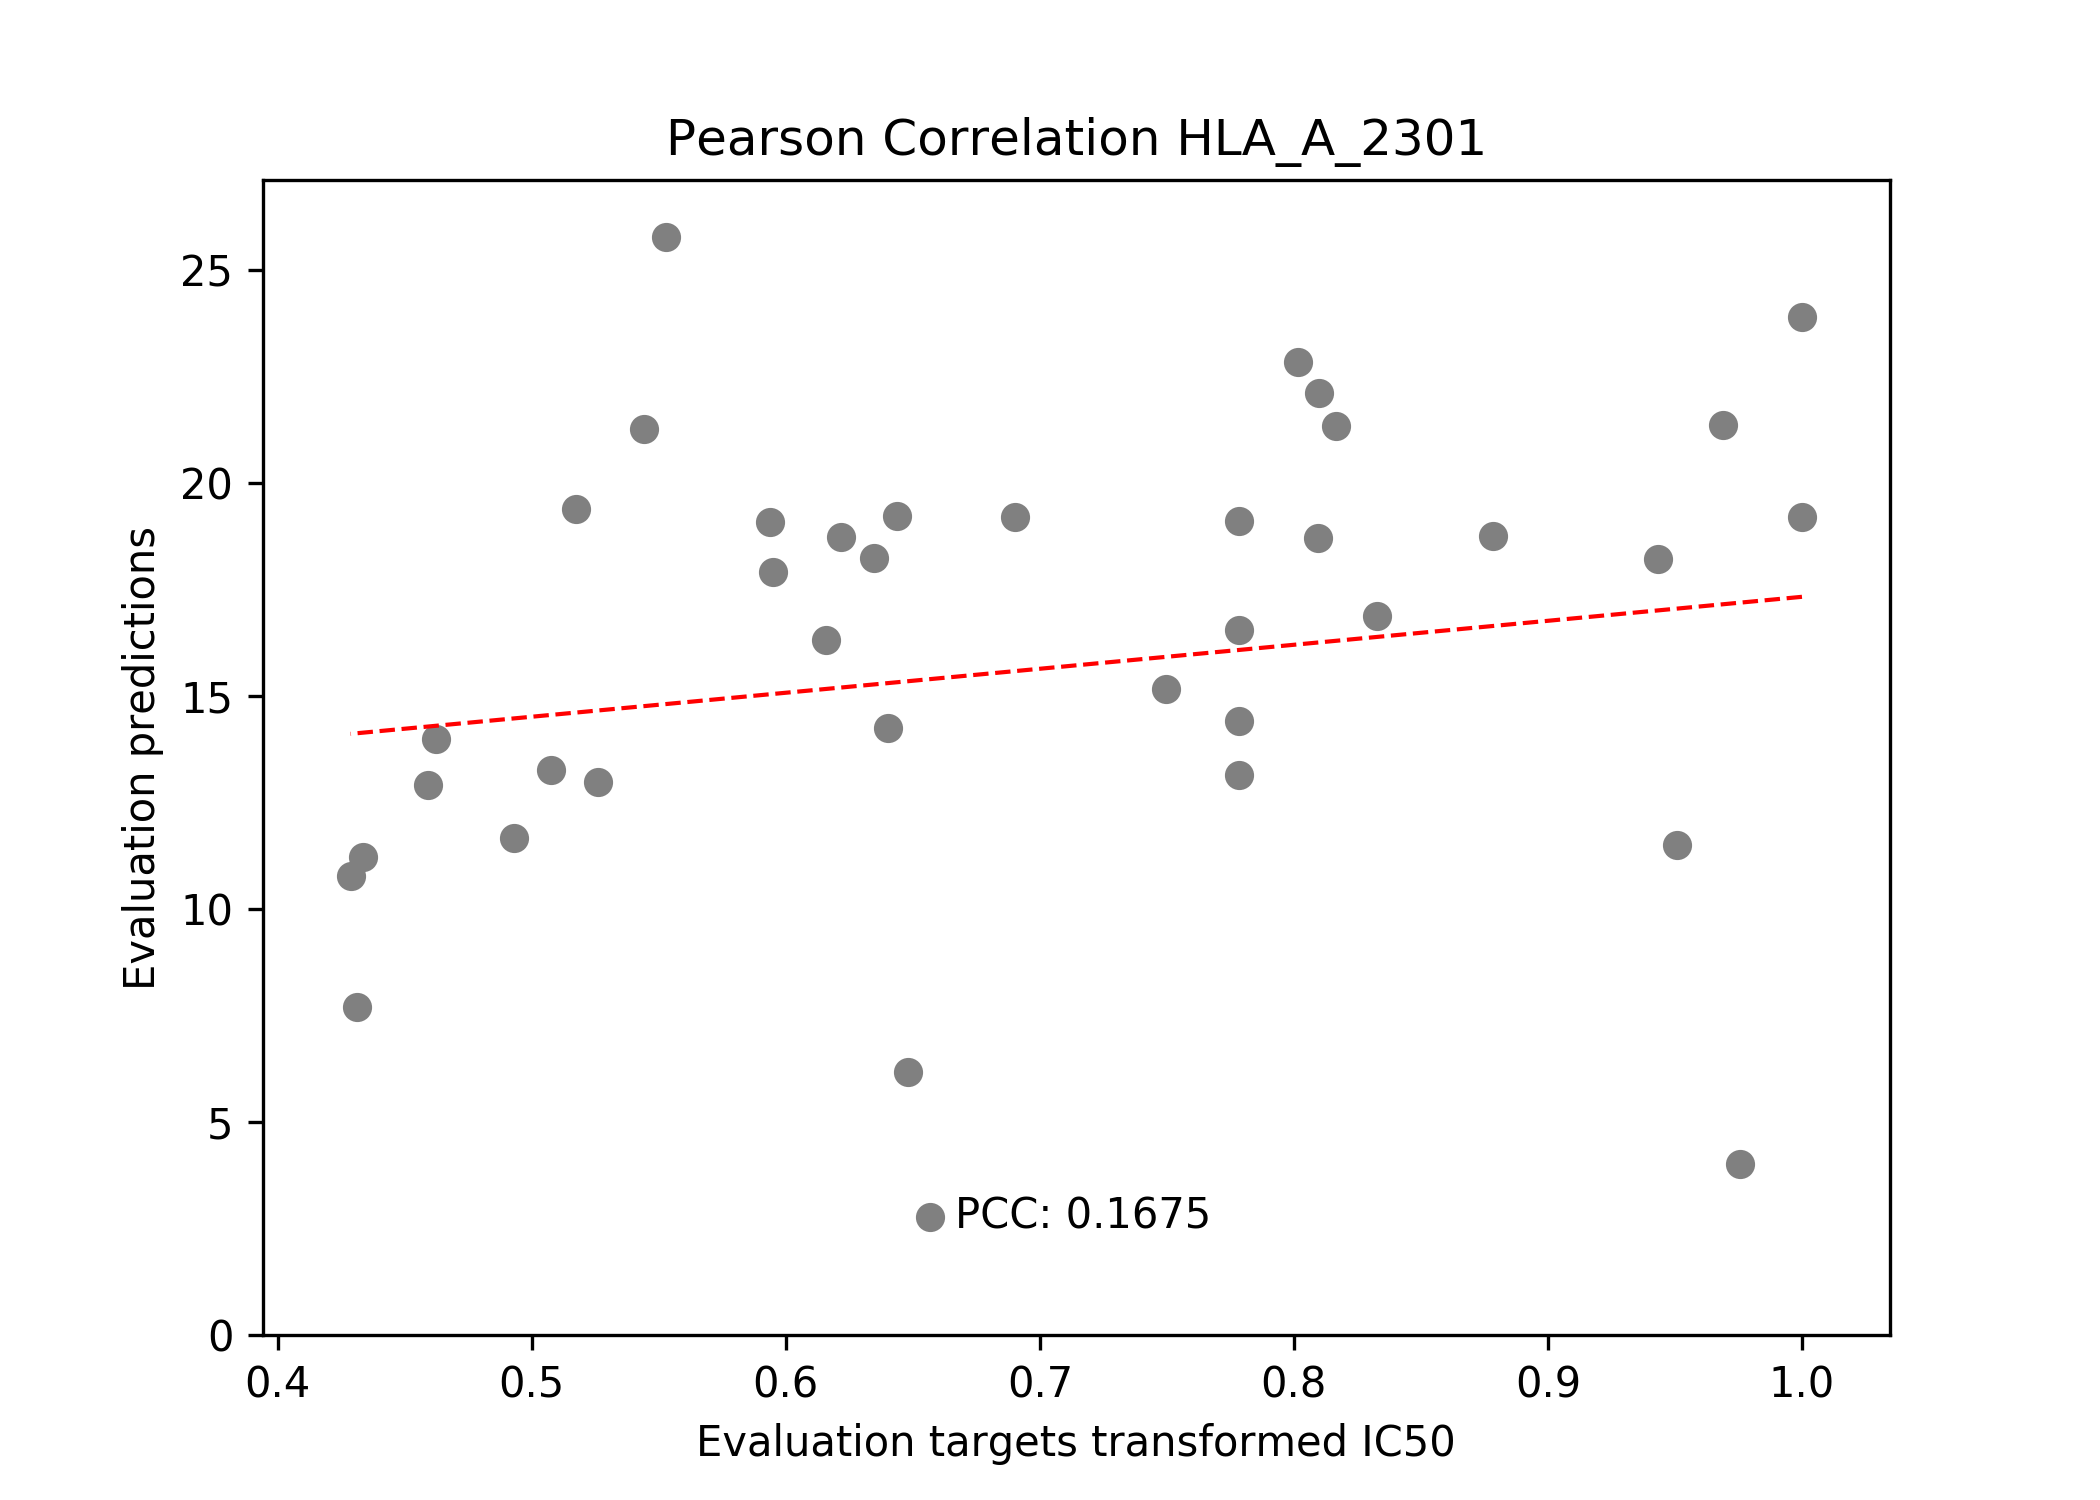 Pearson Correlation HLA_A_2301
25
20
15
10
5
0
Evaluation predictions
PCC: 0.1675
0.4 0.5 0.6 0.7 0.8 0.9 1.0
Evaluation targets transformed IC50